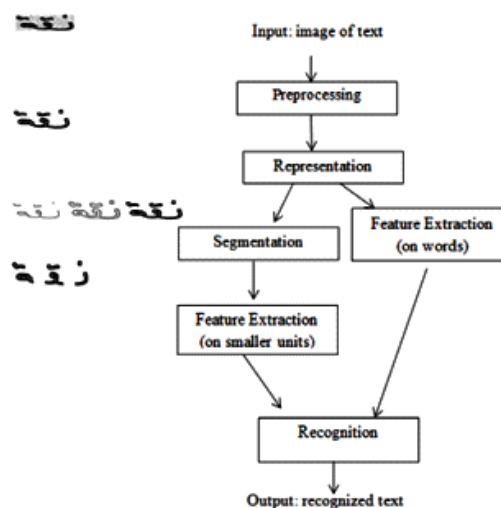 Input: image of text
Preprocessing
Representation
Segmentation
Feature Extraction
(on words)
Feature Extraction
(on smaller units)
Recognition
Output: recognized text